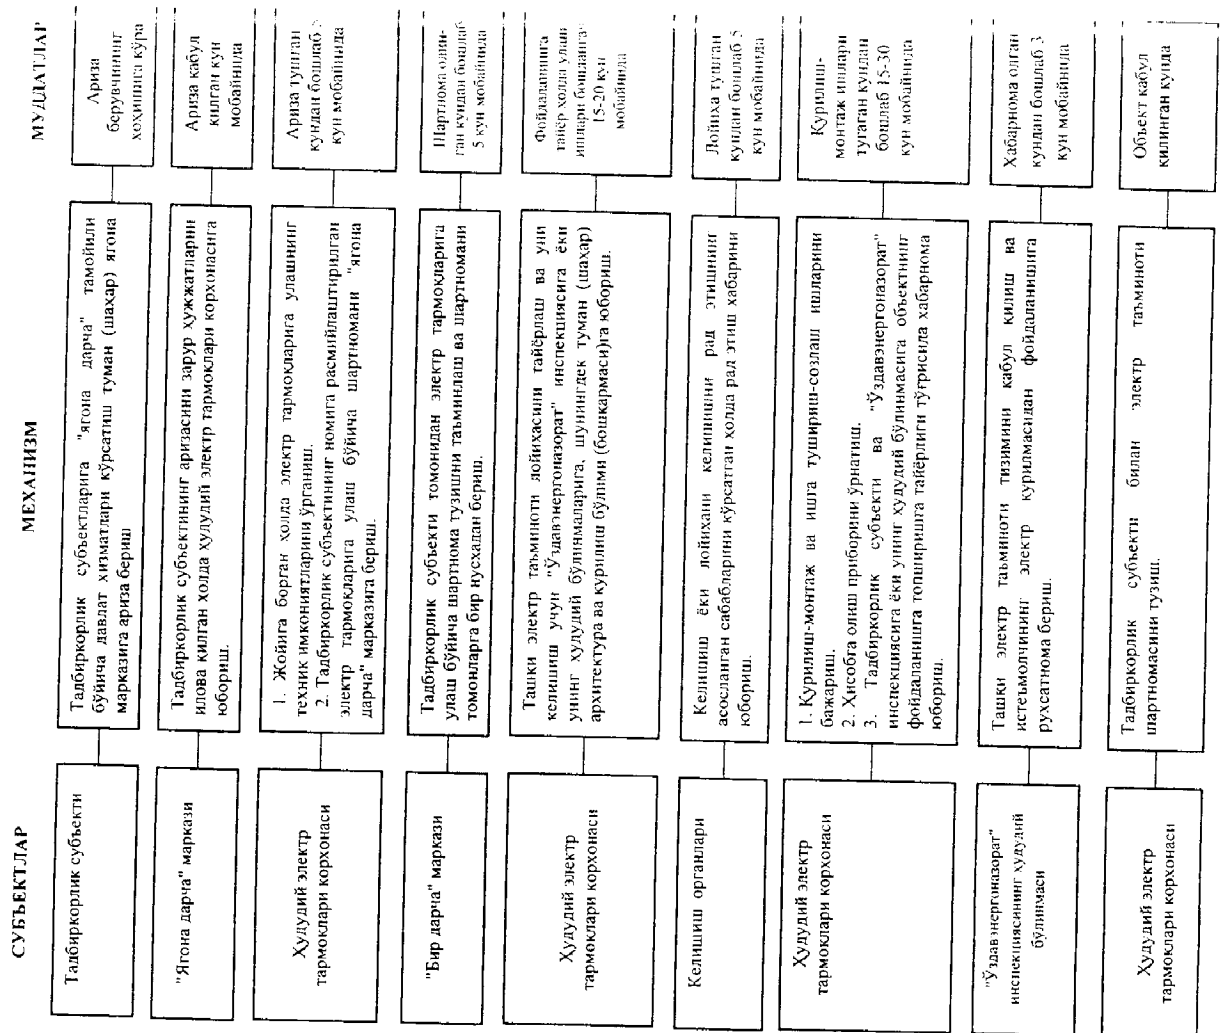 СУБЪЕКТЛАР
МЕХАНИЗМ
МУДДАТЛАР
Тадбиркорлик субъекти
Тадбиркорлик субъектларига "ягона дарча" тамойили
бўйича давлат хизматлари кўрсатиш туман (шаҳар) ягона
марказига ариза бериш
Ариза
берувчининг
хоҳишига кўра
"Ягона дарча" маркази
Тадбиркорлик субъектининг аризасини зарур ҳужжатларни
илова қилган ҳолда ҳудудий электр тармоқлари корхонасига
юбориш.
Ариза қабул
қилган кун
мобайнида
Ҳудудий электр
тармоқлари корхонаси
1. Жойига борган ҳолда электр тармоқларига улашнинг
техник имкониятларини ўрганиш.
2. Тадбиркорлик субъектининг номига расмийлаштирилган
электр тармоқларига улаш бўйича шартномани "ягона
дарча" марказига бериш.
Ариза тушган
кундан бошлаб 5
кун мобайнида
"Бир дарча" маркази
Тадбиркорлик субъекти томонидан электр тармоқларига
улаш бўйича шартнома тузишни таъминлаш ва шартномани
томонларга бир нусхадан бериш.
Шартнома олин-
ган кундан бошлаб
5 кун мобайнида
Ҳудудий электр
тармоқлари корхонаси
Ташқи электр таъминоти лойиҳасини тайёрлаш ва уни
келишиш учун "Ўздавэнергоназорат" инспекциясига ёки
унинг ҳудудий бўлинмаларига, шунингдек туман (шаҳар)
архитектура ва қурилиш бўлими (бошқармаси)га юбориш.
Фойдаланишга
тайёр ҳолда улаш
ишлари бошланган
15-20 кун
мобайнида
Келишиш органлари
Келишиш ёки лойиҳани келишишни рад этишнинг
асосланган сабабларини кўрсатган ҳолда рад этиш хабарини
юбориш.
Лойиҳа тушган
кундан бошлаб 5
кун мобайнида
Ҳудудий электр
тармоқлари корхонаси
1. Қурилиш-монтаж ва ишга тушириш-созлаш ишларини
бажариш.
2. Ҳисобга олиш приборини ўрнатиш.
3. Тадбиркорлик субъекти ва "Ўздавэнергоназорат"
инспекциясига ёки унинг ҳудудий бўлинмасига объектнинг
фойдаланишга топширишга тайёрлиги тўғрисида хабарнома
юбориш.
Қурилиш-
монтаж ишлари
тугаган кундан
бошлаб 15-30
кун мобайнида
"Ўздавэнергоназорат"
инспекциясининг ҳудудий
бўлинмаси
Ташқи электр таъминоти тизимини қабул қилиш ва
истеъмолчининг электр қурилмасидан фойдаланишига
рухсатнома бериш.
Хабарнома олган
кундан бошлаб 3
кун мобайнида
Ҳудудий электр
тармоқлари корхонаси
Тадбиркорлик субъекти билан электр таъминоти
шартномасини тузиш.
Объект қабул
қилинган кунда